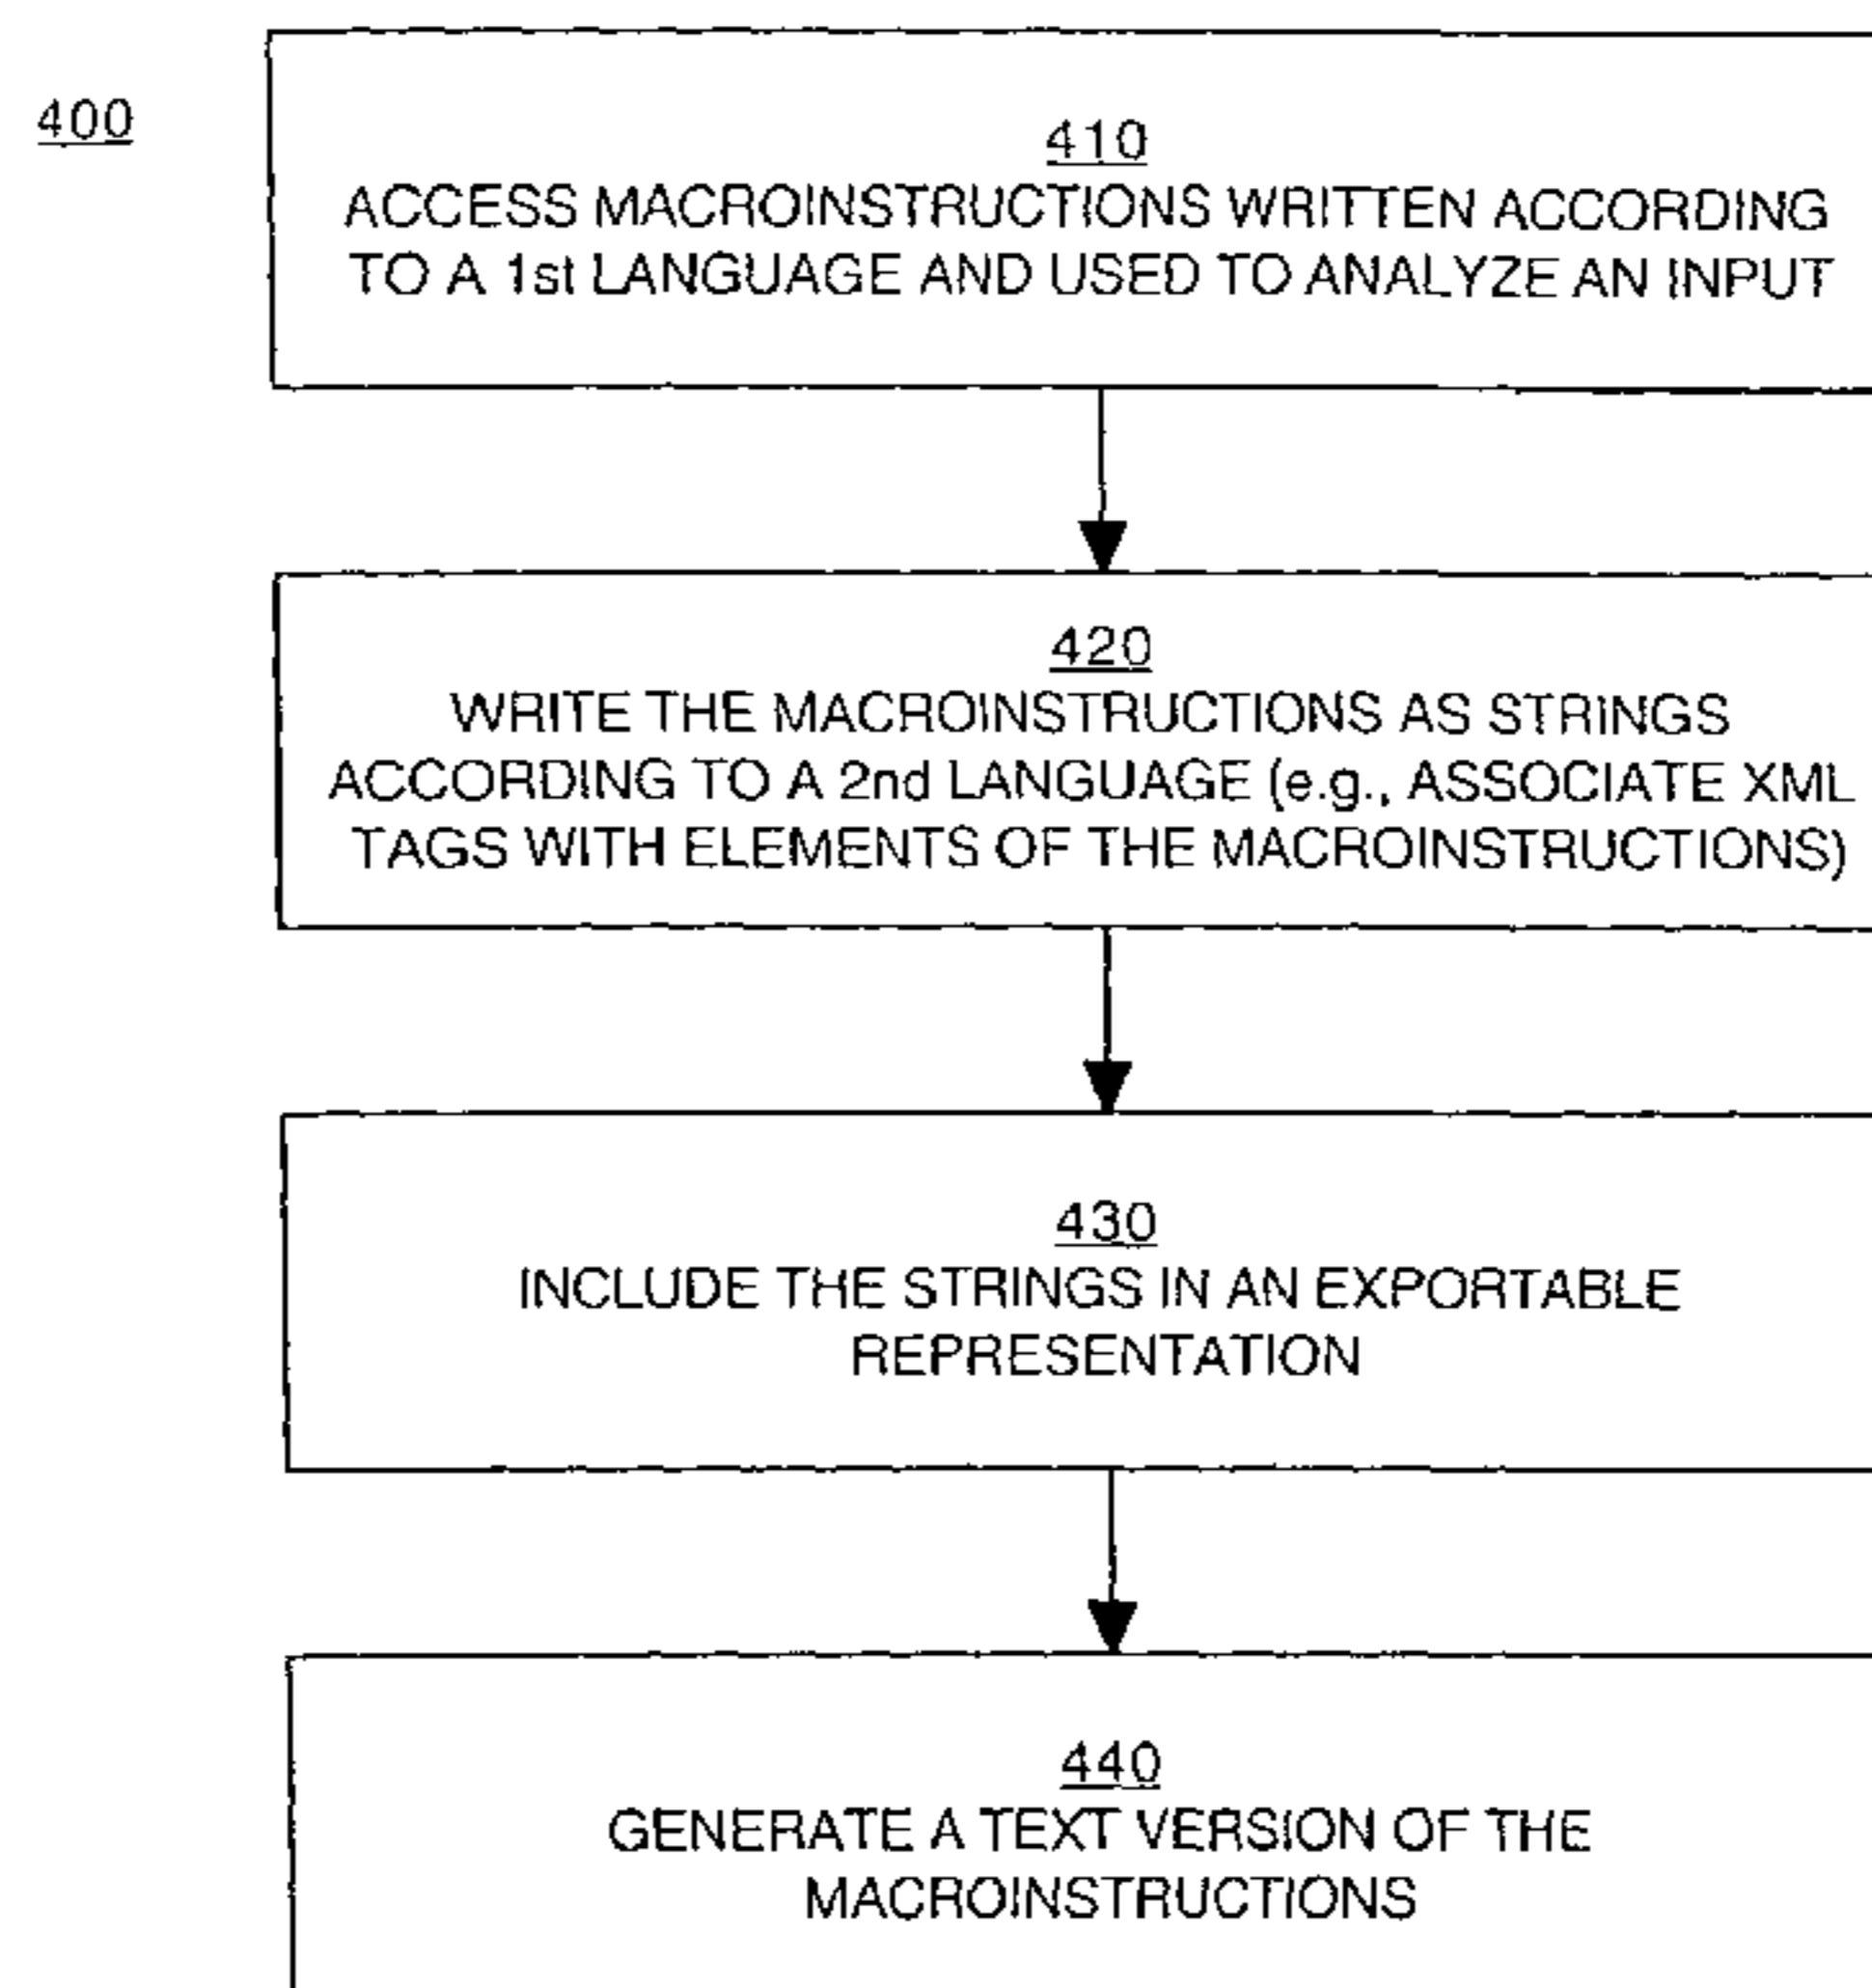 400
410
ACCESS MACROINSTRUCTIONS WRITTEN ACCORDING
TO A 1st LANGUAGE AND USED TO ANALYZE AN INPUT
420
WRITE THE MACROINSTRUCTIONS AS STRINGS
ACCORDING TO A 2nd LANGUAGE (e.g., ASSOCIATE XML
TAGS WITH ELEMENTS OF THE MACROINSTRUCTIONS)
430
INCLUDE THE STRINGS IN AN EXPORTABLE
REPRESENTATION
440
GENERATE A TEXT VERSION OF THE
MACROINSTRUCTIONS